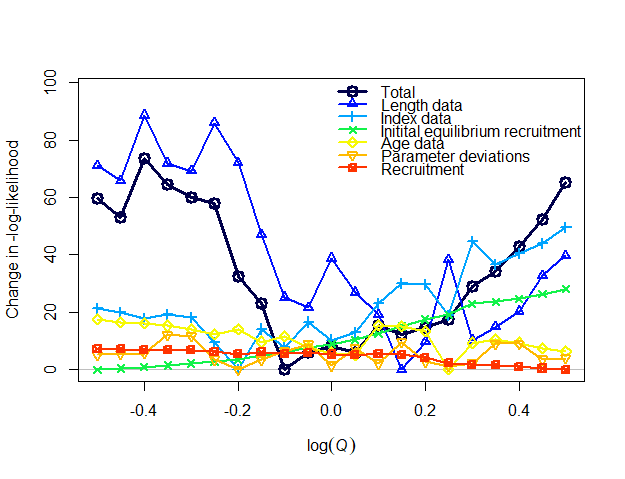 Total
Length data
Index data
Initital equilibrium recruitment
Age data
Parameter deviations
Recruitment
Change in -log-likelihood
100
80
60
40
20
0
-0.4 -0.2 0.0 0.2 0.4
log(Q)